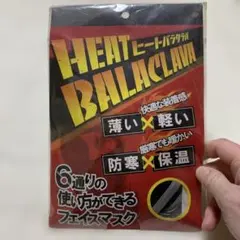 HEAT ヒートバラクラバ
BALACLAVA
快適な装着感
薄い×軽い
厳寒でも暖かい
防寒×保温
6通りの
使い方ができる
フェイスマスク